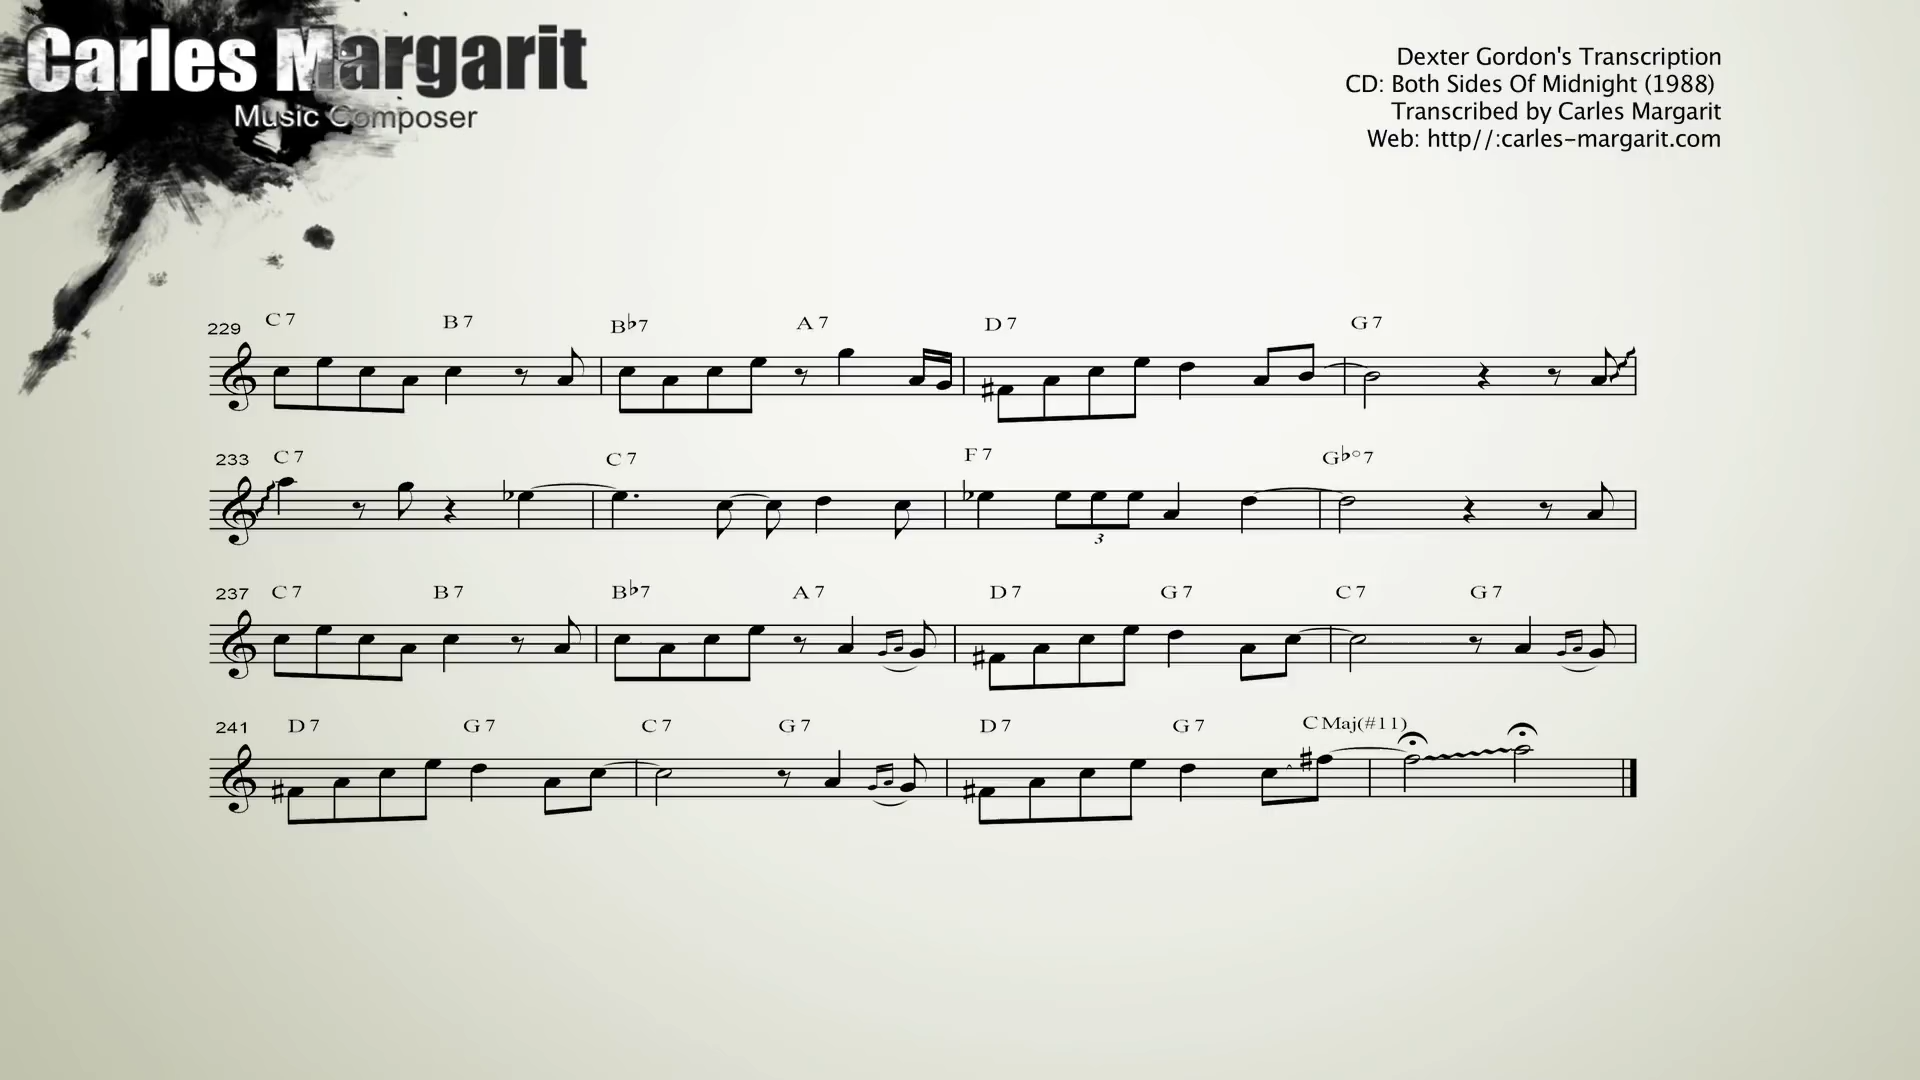 Carles Margarit
Music Composer
Dexter Gordon's Transcription
CD: Both Sides Of Midnight (1988)
Transcribed by Carles Margarit
Web: http//:carles-margarit.com
229 C7 B7 B♭7 A7 D7 G7
233 C7 C7 F7 G♭°7
3
237 C7 B7 B♭7 A7 D7 G7 C7 G7
241 D7 G7 C7 G7 D7 G7 CMaj(#11)